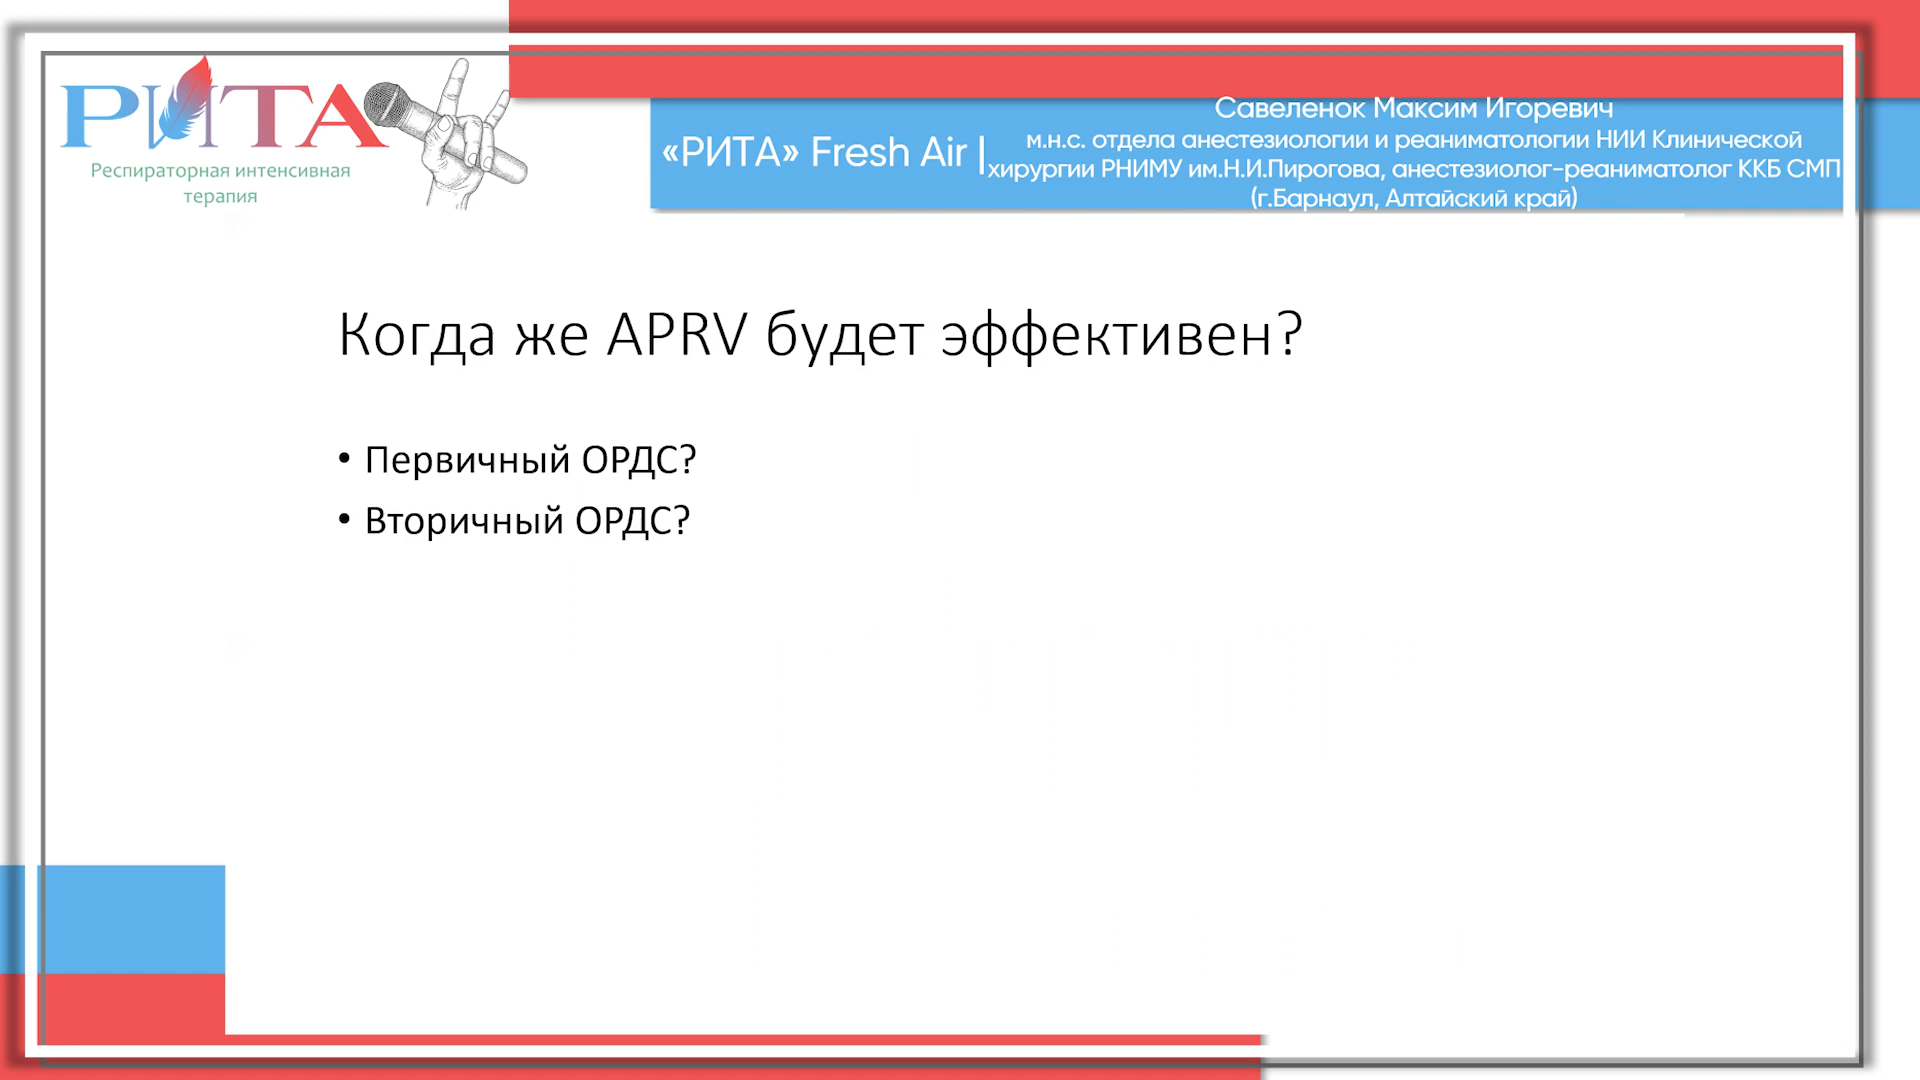 РИТА
Респираторная интенсивная
терапия
«РИТА» Fresh Air |
Савеленок Максим Игоревич
м.н.с. отдела анестезиологии и реаниматологии НИИ Клинической
хирургии РНИМУ им.Н.И.Пирогова, анестезиолог-реаниматолог ККБ СМП
(г.Барнаул, Алтайский край)
Когда же APRV будет эффективен?
• Первичный ОРДС?
• Вторичный ОРДС?